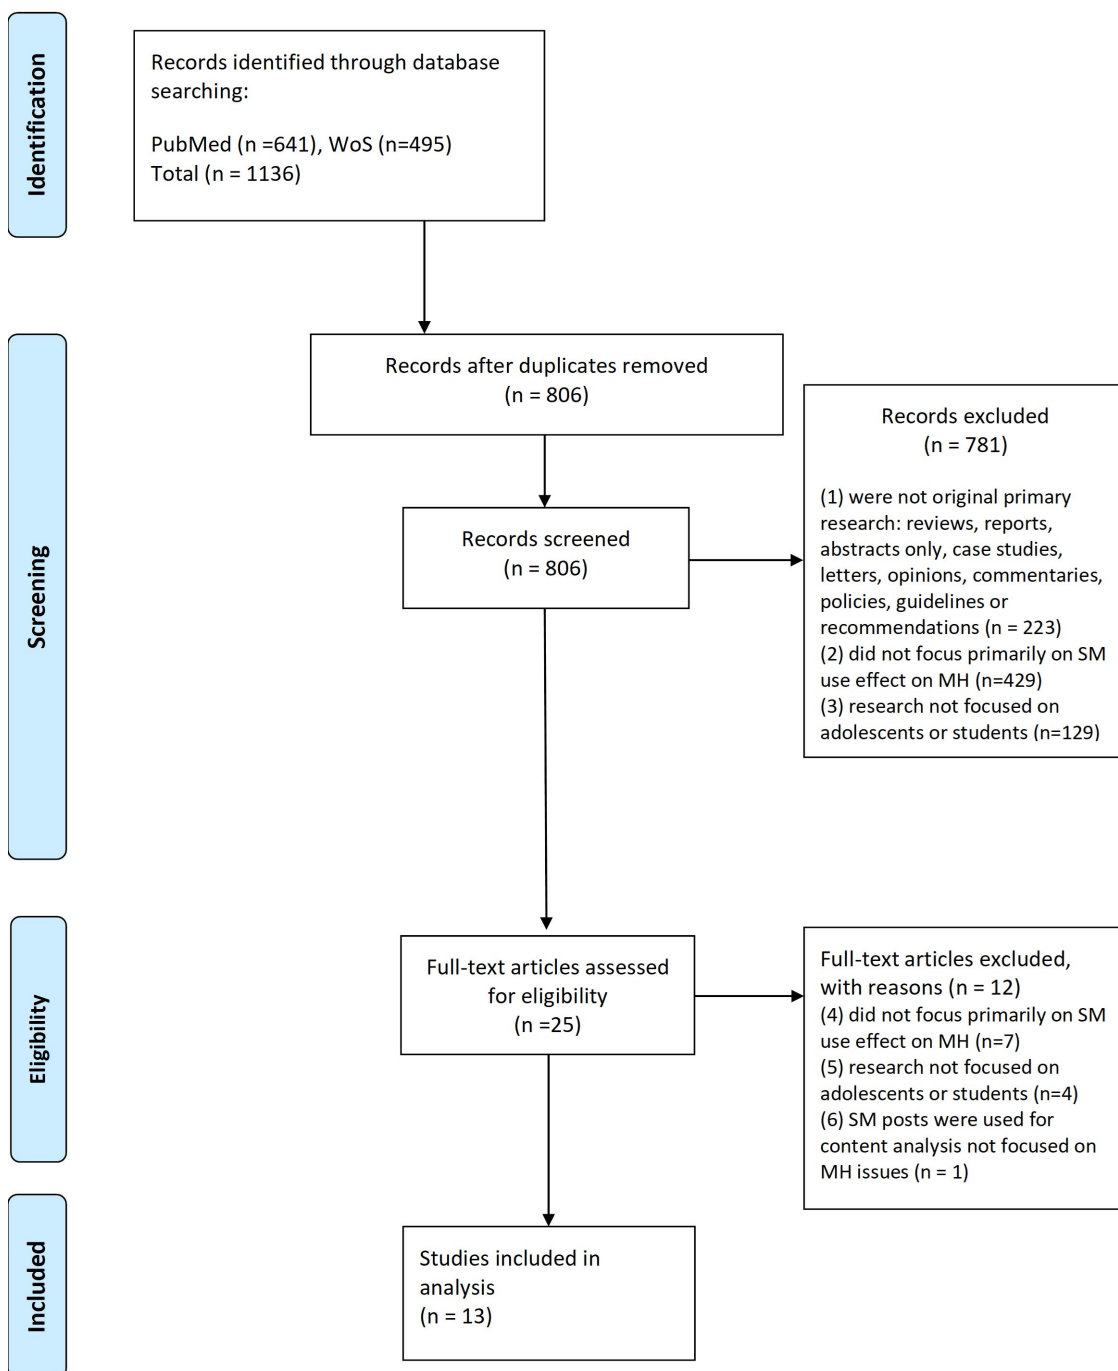 Identification
Records identified through database
searching:
PubMed (n =641), WoS (n=495)
Total (n = 1136)
Screening
Records after duplicates removed
(n = 806)
Records screened
(n = 806)
Records excluded
(n = 781)
(1) were not original primary
research: reviews, reports,
abstracts only, case studies,
letters, opinions, commentaries,
policies, guidelines or
recommendations (n = 223)
(2) did not focus primarily on SM
use effect on MH (n=429)
(3) research not focused on
adolescents or students (n=129)
Eligibility
Full-text articles assessed
for eligibility
(n =25)
Full-text articles excluded,
with reasons (n = 12)
(4) did not focus primarily on SM
use effect on MH (n=7)
(5) research not focused on
adolescents or students (n=4)
(6) SM posts were used for
content analysis not focused on
MH issues (n = 1)
Included
Studies included in
analysis
(n = 13)